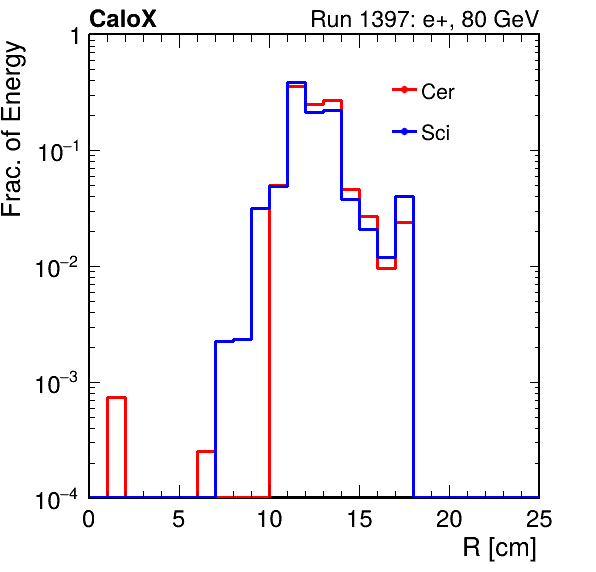 CaloX Run 1397: e+, 80 GeV
Frac. of Energy
1
10⁻¹
10⁻²
10⁻³
10⁻⁴
Cer
Sci
0 5 10 15 20 25
R [cm]